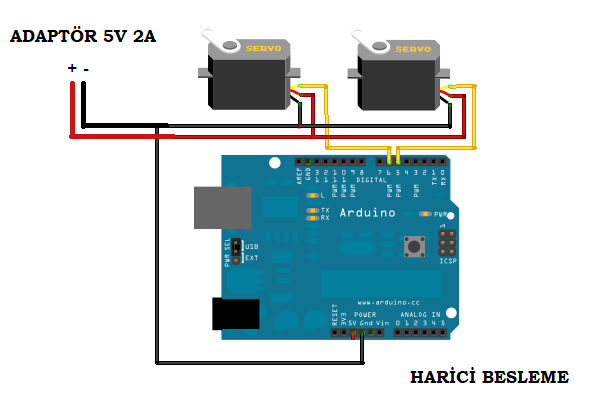 ADAPTÖR 5V 2A
+ -
SERVO
SERVO
AREF
GND
13
12
11
10
9
8
7
6
5
4
3
2
1
0
PWM
PWM
PWM
PWM
PWM
PWM
TX
RX
DIGITAL
L
TX
RX
Arduino
PWR
USB
EXT
PWR SEL
ICSP
www.arduino.cc
POWER
ANALOG IN
RESET
3V3
5V Gnd Vin
0 1 2 3 4 5
HARİCİ BESLEME